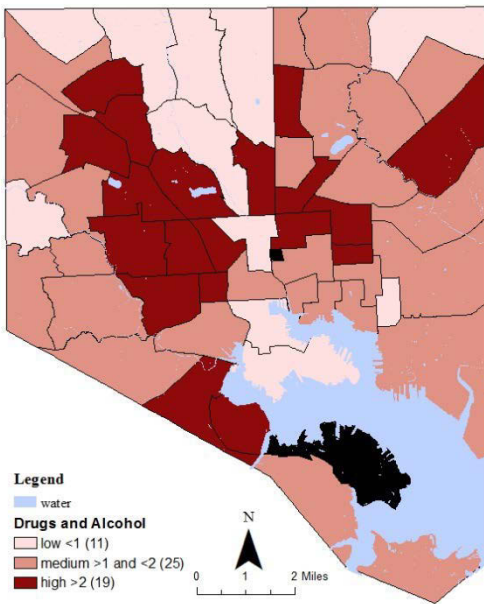 Legend
water
Drugs and Alcohol
low <1 (11)
medium >1 and <2 (25)
high >2 (19)
N
0 1 2 Miles